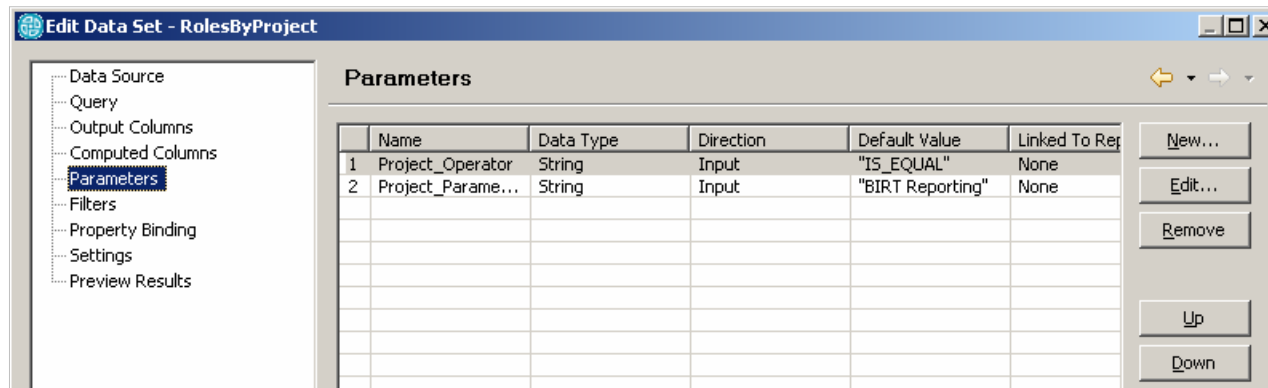 Edit Data Set - RolesByProject
Data Source
Query
Output Columns
Computed Columns
Parameters
Filters
Property Binding
Settings
Preview Results
Parameters
Name Data Type Direction Default Value Linked To Rep
1 Project_Operator String Input "IS_EQUAL" None
2 Project_Parame... String Input "BIRT Reporting" None
New...
Edit...
Remove
Up
Down